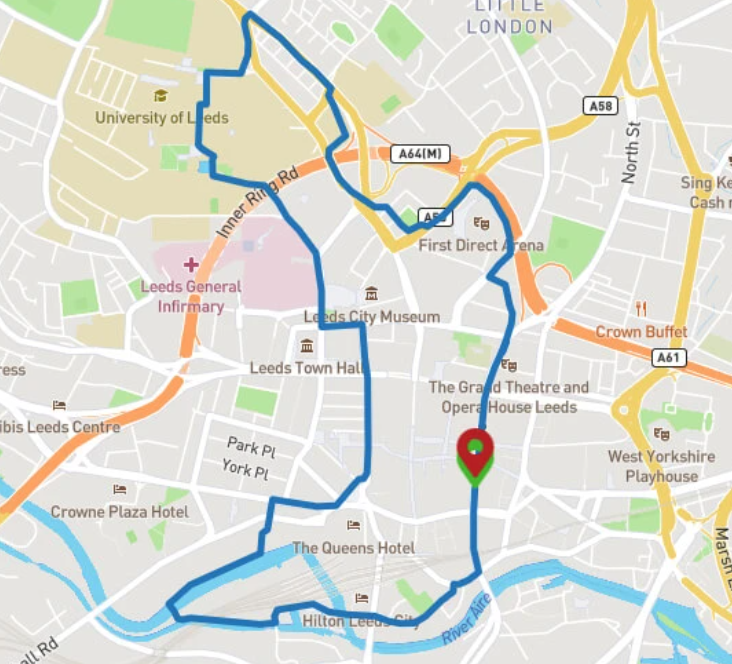 LITTLE
LONDON
A58
University of Leeds
North St
A64(M)
Sing Ke
Cash
Inner Ring Rd
First Direct Arena
Leeds General
Infirmary
Leeds City Museum
Crown Buffet
A61
Leeds Town Hall
The Grand Theatre and
Opera House Leeds
ibis Leeds Centre
Park Pl
York Pl
West Yorkshire
Playhouse
Crowne Plaza Hotel
The Queens Hotel
Marsh
Hilton Leeds City
River Aire
all Rd